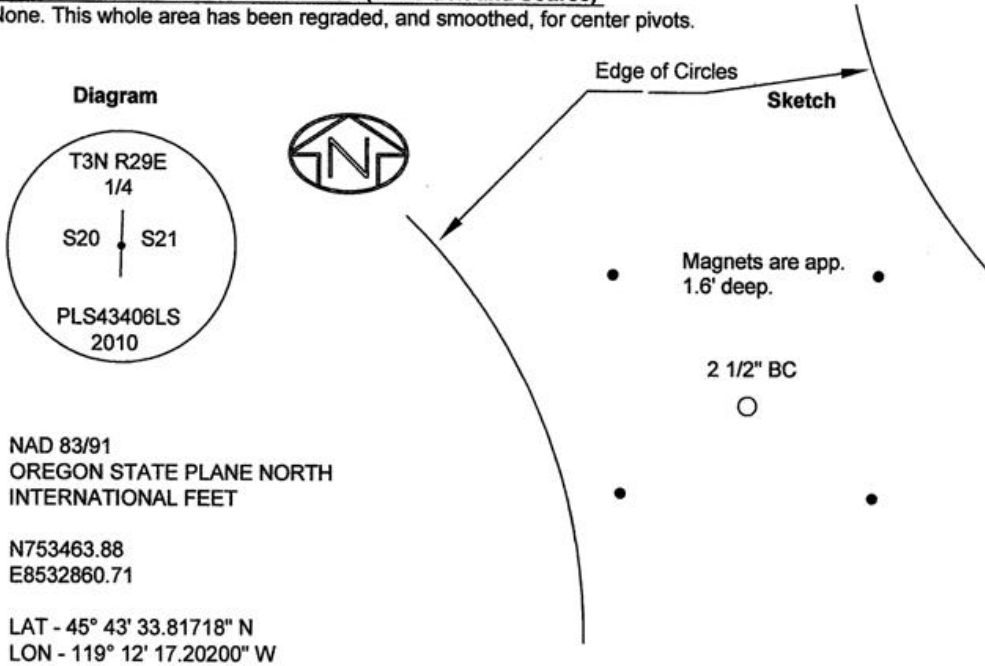 None. This whole area has been regraded, and smoothed, for center pivots.
Edge of Circles
Diagram
Sketch
N
T3N R29E
1/4
S20 S21
PLS43406LS
2010
Magnets are app.
1.6' deep.
2 1/2" BC
NAD 83/91
OREGON STATE PLANE NORTH
INTERNATIONAL FEET
N753463.88
E8532860.71
LAT - 45° 43' 33.81718" N
LON - 119° 12' 17.20200" W